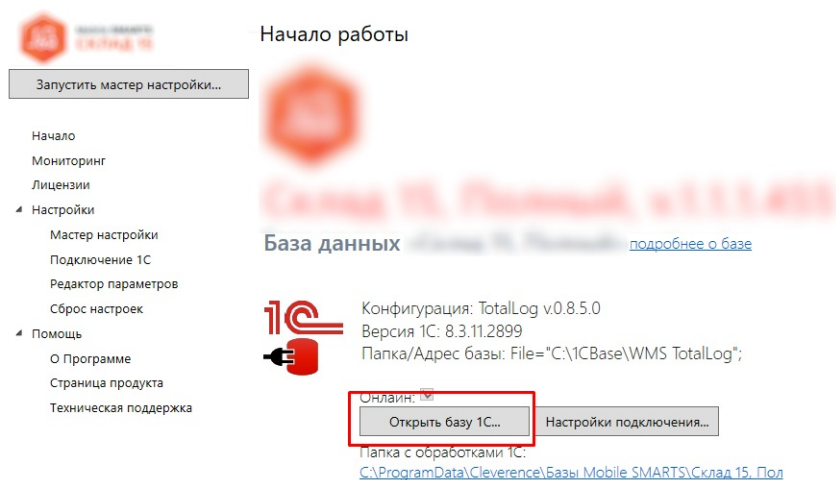 Начало работы
Запустить мастер настройки...
Начало
Мониторинг
Лицензии
Настройки
Мастер настройки
Подключение 1С
Редактор параметров
Сброс настроек
Помощь
О Программе
Страница продукта
Техническая поддержка
База данных
подробнее о базе
1С
Конфигурация: TotalLog v.0.8.5.0
Версия 1С: 8.3.11.2899
Папка/Адрес базы: File="C:\1CBase\WMS TotalLog";
Онлайн:
Открыть базу 1С...
Настройки подключения...
Папка с обработками 1С:
C:\ProgramData\Cleverence\Базы Mobile SMARTS\Склад 15, Пол